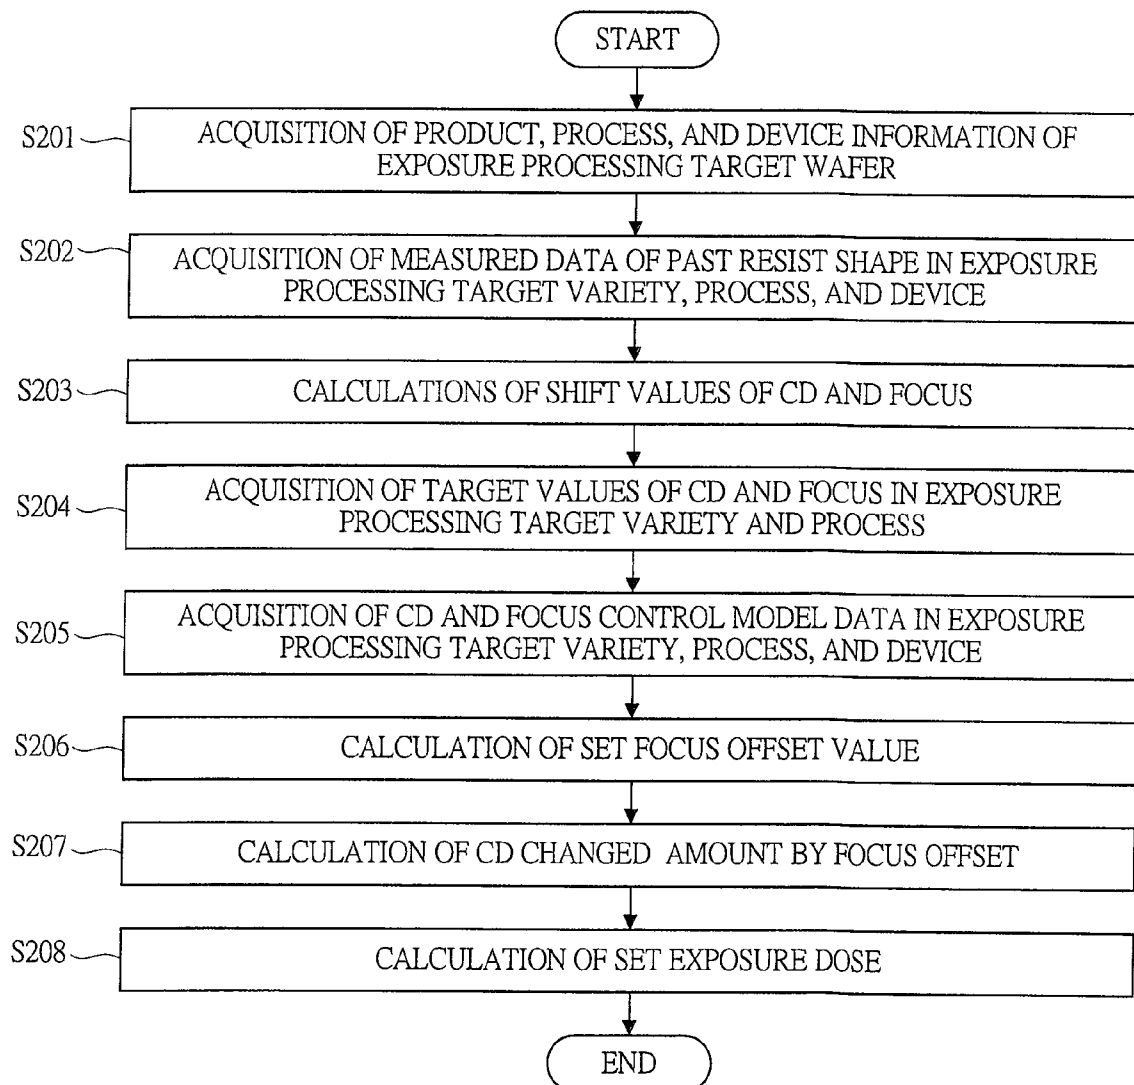 START
S201
ACQUISITION OF PRODUCT, PROCESS, AND DEVICE INFORMATION OF
EXPOSURE PROCESSING TARGET WAFER
S202
ACQUISITION OF MEASURED DATA OF PAST RESIST SHAPE IN EXPOSURE
PROCESSING TARGET VARIETY, PROCESS, AND DEVICE
S203
CALCULATIONS OF SHIFT VALUES OF CD AND FOCUS
S204
ACQUISITION OF TARGET VALUES OF CD AND FOCUS IN EXPOSURE
PROCESSING TARGET VARIETY AND PROCESS
S205
ACQUISITION OF CD AND FOCUS CONTROL MODEL DATA IN EXPOSURE
PROCESSING TARGET VARIETY, PROCESS, AND DEVICE
S206
CALCULATION OF SET FOCUS OFFSET VALUE
S207
CALCULATION OF CD CHANGED AMOUNT BY FOCUS OFFSET
S208
CALCULATION OF SET EXPOSURE DOSE
END